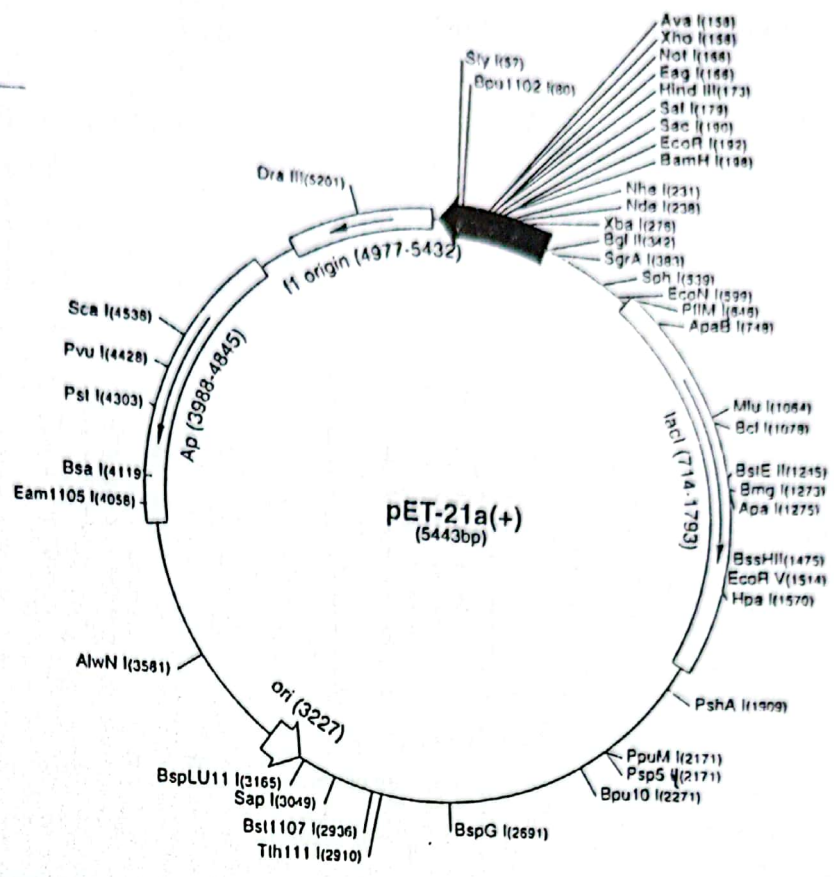 Ava I(158)
Xho I(158)
Not I(166)
Eag I(166)
Hind III(173)
Sal I(179)
Sac I(190)
EcoR I(192)
BamH I(198)
Sty I(57)
Bpu1102 I(80)
Nhe I(231)
Nde I(238)
Xba I(276)
Bgl II(342)
SgrA I(383)
Sph I(539)
EcoN I(599)
PflM I(646)
ApaB I(748)
Dra III(5201)
f1 origin (4977-5432)
Sca I(4538)
Pvu I(4428)
Pst I(4303)
Bsa I(4119)
Eam1105 I(4058)
Ap (3988-4845)
Mlu I(1064)
Bcl I(1078)
lacI (714-1793)
BstE II(1245)
Bmg I(1273)
Apa I(1275)
BssHII(1475)
EcoR V(1514)
Hpa I(1570)
pET-21a(+)
(5443bp)
AlwN I(3581)
ori (3227)
PshA I(1909)
PpuM I(2171)
Psp5 II(2171)
Bpu10 I(2271)
BspLU11 I(3165)
Sap I(3049)
Bst1107 I(2936)
Tth111 I(2910)
BspG I(2691)